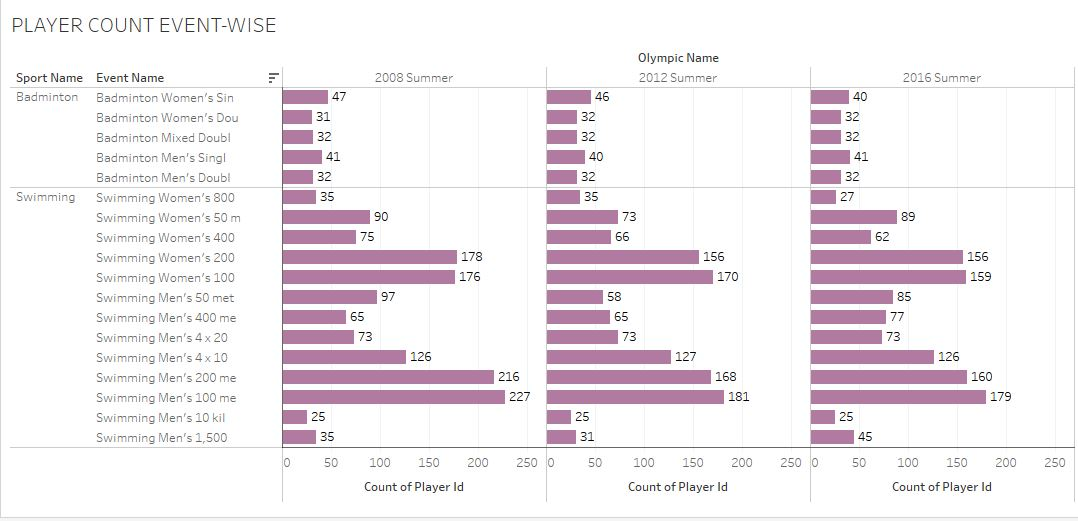 PLAYER COUNT EVENT-WISE
Olympic Name
Sport Name Event Name 2008 Summer 2012 Summer 2016 Summer
Badminton Badminton Women's Sin 47 46 40
Badminton Women's Dou 31 32 32
Badminton Mixed Doubl 32 32 32
Badminton Men's Singl 41 40 41
Badminton Men's Doubl 32 32 32
Swimming Swimming Women's 800 35 35 27
Swimming Women's 50 m 90 73 89
Swimming Women's 400 75 66 62
Swimming Women's 200 178 156 156
Swimming Women's 100 176 170 159
Swimming Men's 50 met 97 58 85
Swimming Men's 400 me 65 65 77
Swimming Men's 4 x 20 73 73 73
Swimming Men's 4 x 10 126 127 126
Swimming Men's 200 me 216 168 160
Swimming Men's 100 me 227 181 179
Swimming Men's 10 kil 25 25 25
Swimming Men's 1,500 35 31 45
0 50 100 150 200 250 0 50 100 150 200 250 0 50 100 150 200 250
Count of Player Id Count of Player Id Count of Player Id